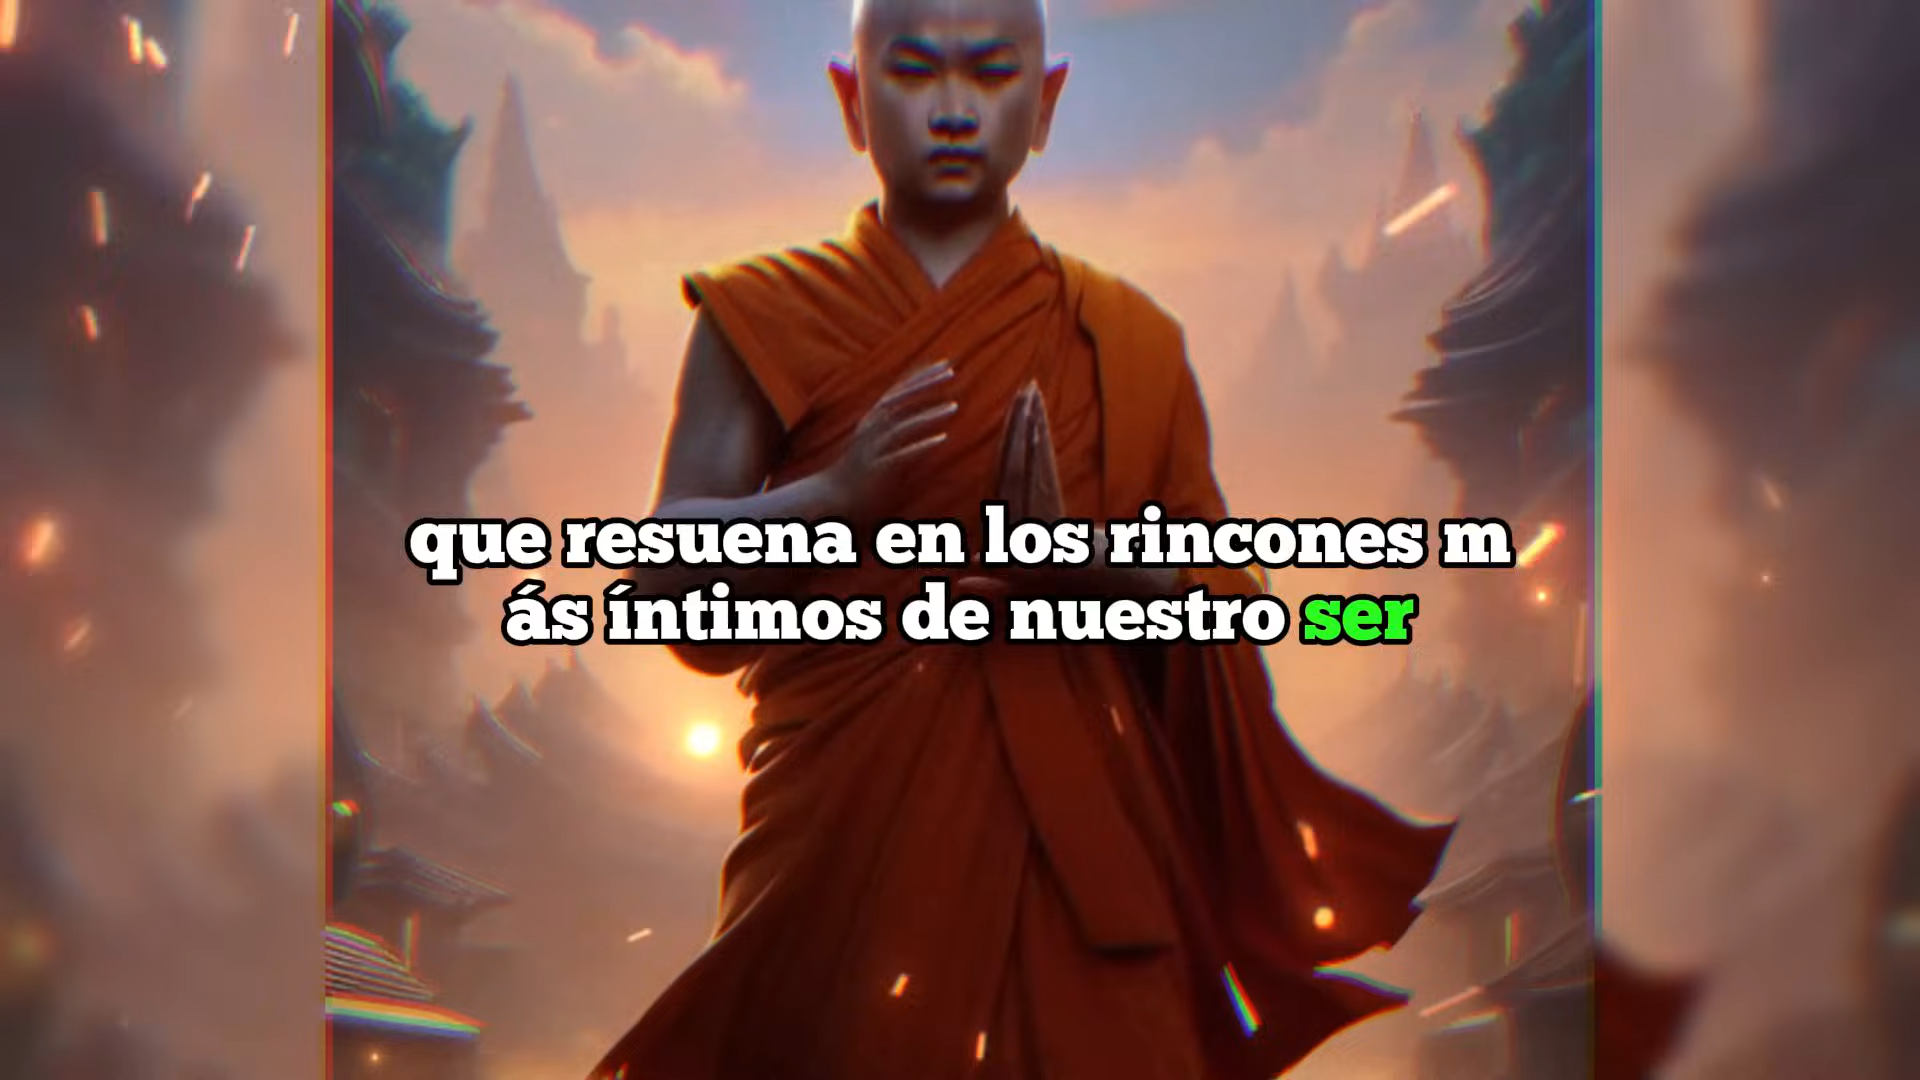 que resuena en los rincones m
ás íntimos de nuestro ser